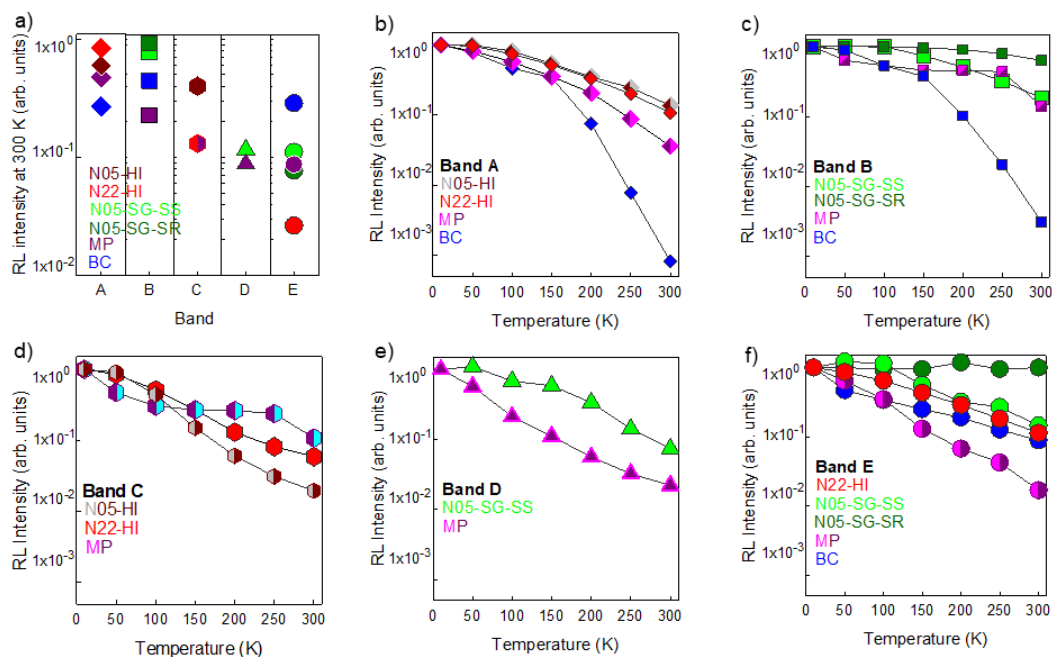 a)
RL intensity at 300 K (arb. units)
1x10⁰
1x10⁻¹
1x10⁻²
N05-HI
N22-HI
N05-SG-SS
N05-SG-SR
MP
BC
A B C D E
Band
b)
RL Intensity (arb. units)
1x10⁰
1x10⁻¹
1x10⁻²
1x10⁻³
Band A
N05-HI
N22-HI
MP
BC
0 50 100 150 200 250 300
Temperature (K)
c)
RL Intensity (arb. units)
1x10⁰
1x10⁻¹
1x10⁻²
1x10⁻³
Band B
N05-SG-SS
N05-SG-SR
MP
BC
0 50 100 150 200 250 300
Temperature (K)
d)
RL Intensity (arb. units)
1x10⁰
1x10⁻¹
1x10⁻²
1x10⁻³
Band C
N05-HI
N22-HI
MP
0 50 100 150 200 250 300
Temperature (K)
e)
RL Intensity (arb. units)
1x10⁰
1x10⁻¹
1x10⁻²
1x10⁻³
Band D
N05-SG-SS
MP
0 50 100 150 200 250 300
Temperature (K)
f)
RL Intensity (arb. units)
1x10⁰
1x10⁻¹
1x10⁻²
1x10⁻³
Band E
N22-HI
N05-SG-SS
N05-SG-SR
MP
BC
0 50 100 150 200 250 300
Temperature (K)